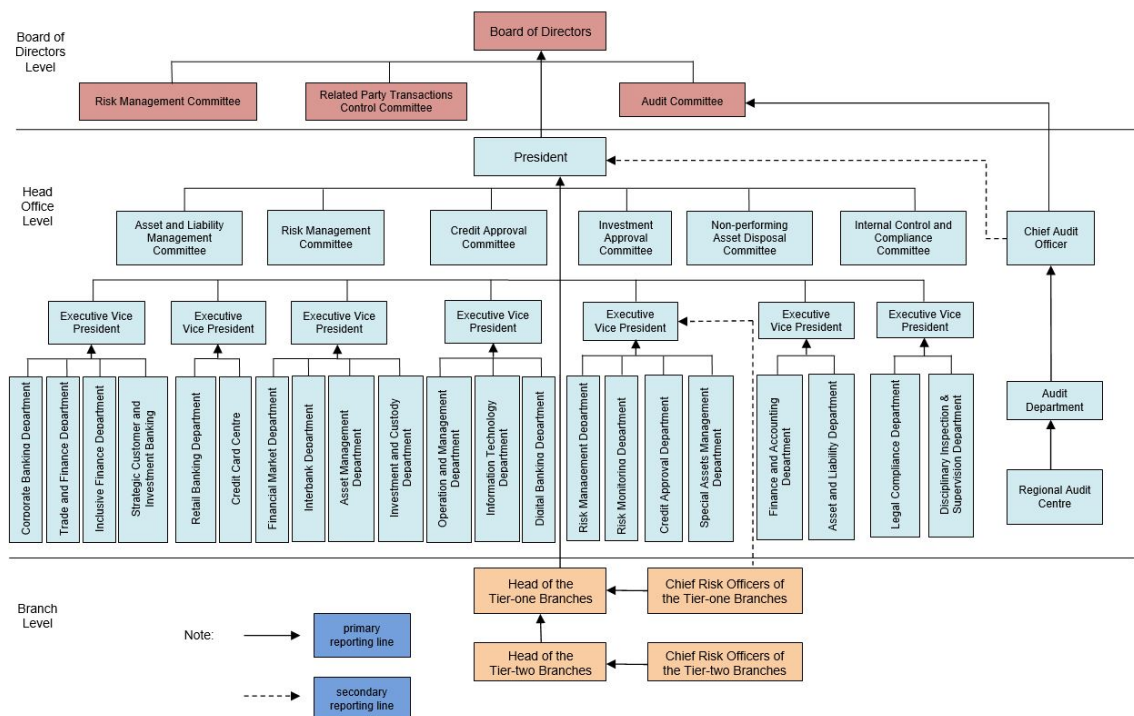 Board of
Directors
Level
Board of Directors
Risk Management Committee
Related Party Transactions
Control Committee
Audit Committee
Head
Office
Level
President
Asset and Liability
Management
Committee
Risk Management
Committee
Credit Approval
Committee
Investment
Approval
Committee
Non-performing
Asset Disposal
Committee
Internal Control and
Compliance
Committee
Chief Audit
Officer
Executive Vice
President
Executive
Vice President
Executive Vice
President
Executive Vice
President
Executive
Vice President
Executive
Vice President
Executive Vice
President
Corporate Banking Department
Trade and Finance Department
Inclusive Finance Department
Strategic Customer and
Investment Banking
Retail Banking Department
Credit Card Centre
Financial Market Department
Interbank Department
Asset Management
Department
Investment and Custody
Department
Operation and Management
Department
Information Technology
Department
Digital Banking Department
Risk Management Department
Risk Monitoring Department
Credit Approval Department
Special Assets Management
Department
Finance and Accounting
Department
Asset and Liability Department
Legal Compliance Department
Disciplinary Inspection &
Supervision Department
Audit
Department
Regional Audit
Centre
Branch
Level
Head of the
Tier-one Branches
Chief Risk Officers of
the Tier-one Branches
Head of the
Tier-two Branches
Chief Risk Officers of
the Tier-two Branches
Note:
primary
reporting line
secondary
reporting line